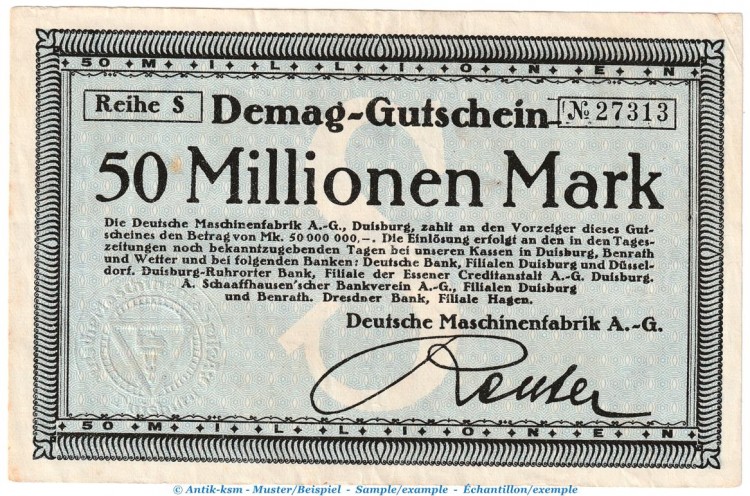 50 MILLIONEN
Reihe S
Demag-Gutschein
№ 27313
50 Millionen Mark
Die Deutsche Maschinenfabrik A.-G., Duisburg, zahlt an den Vorzeiger dieses Gut-
scheines den Betrag von Mk. 50000000,-. Die Einlösung erfolgt an den in den Tages-
zeitungen noch bekanntzugebenden Tagen bei unseren Kassen in Duisburg, Benrath
und Wetter und bei folgenden Banken: Deutsche Bank, Filialen Duisburg und Düssel-
dorf. Duisburg-Ruhrorter Bank, Filiale der Essener Creditanstalt A.-G. Duisburg.
A. Schaaffhausen'scher Bankverein A.-G., Filialen Duisburg
und Benrath. Dresdner Bank, Filiale Hagen.
Deutsche Maschinenfabrik A.-G.
Reuter
50 MILLIONEN
© Antik-ksm - Muster/Beispiel - Sample/example - Échantillon/exemple